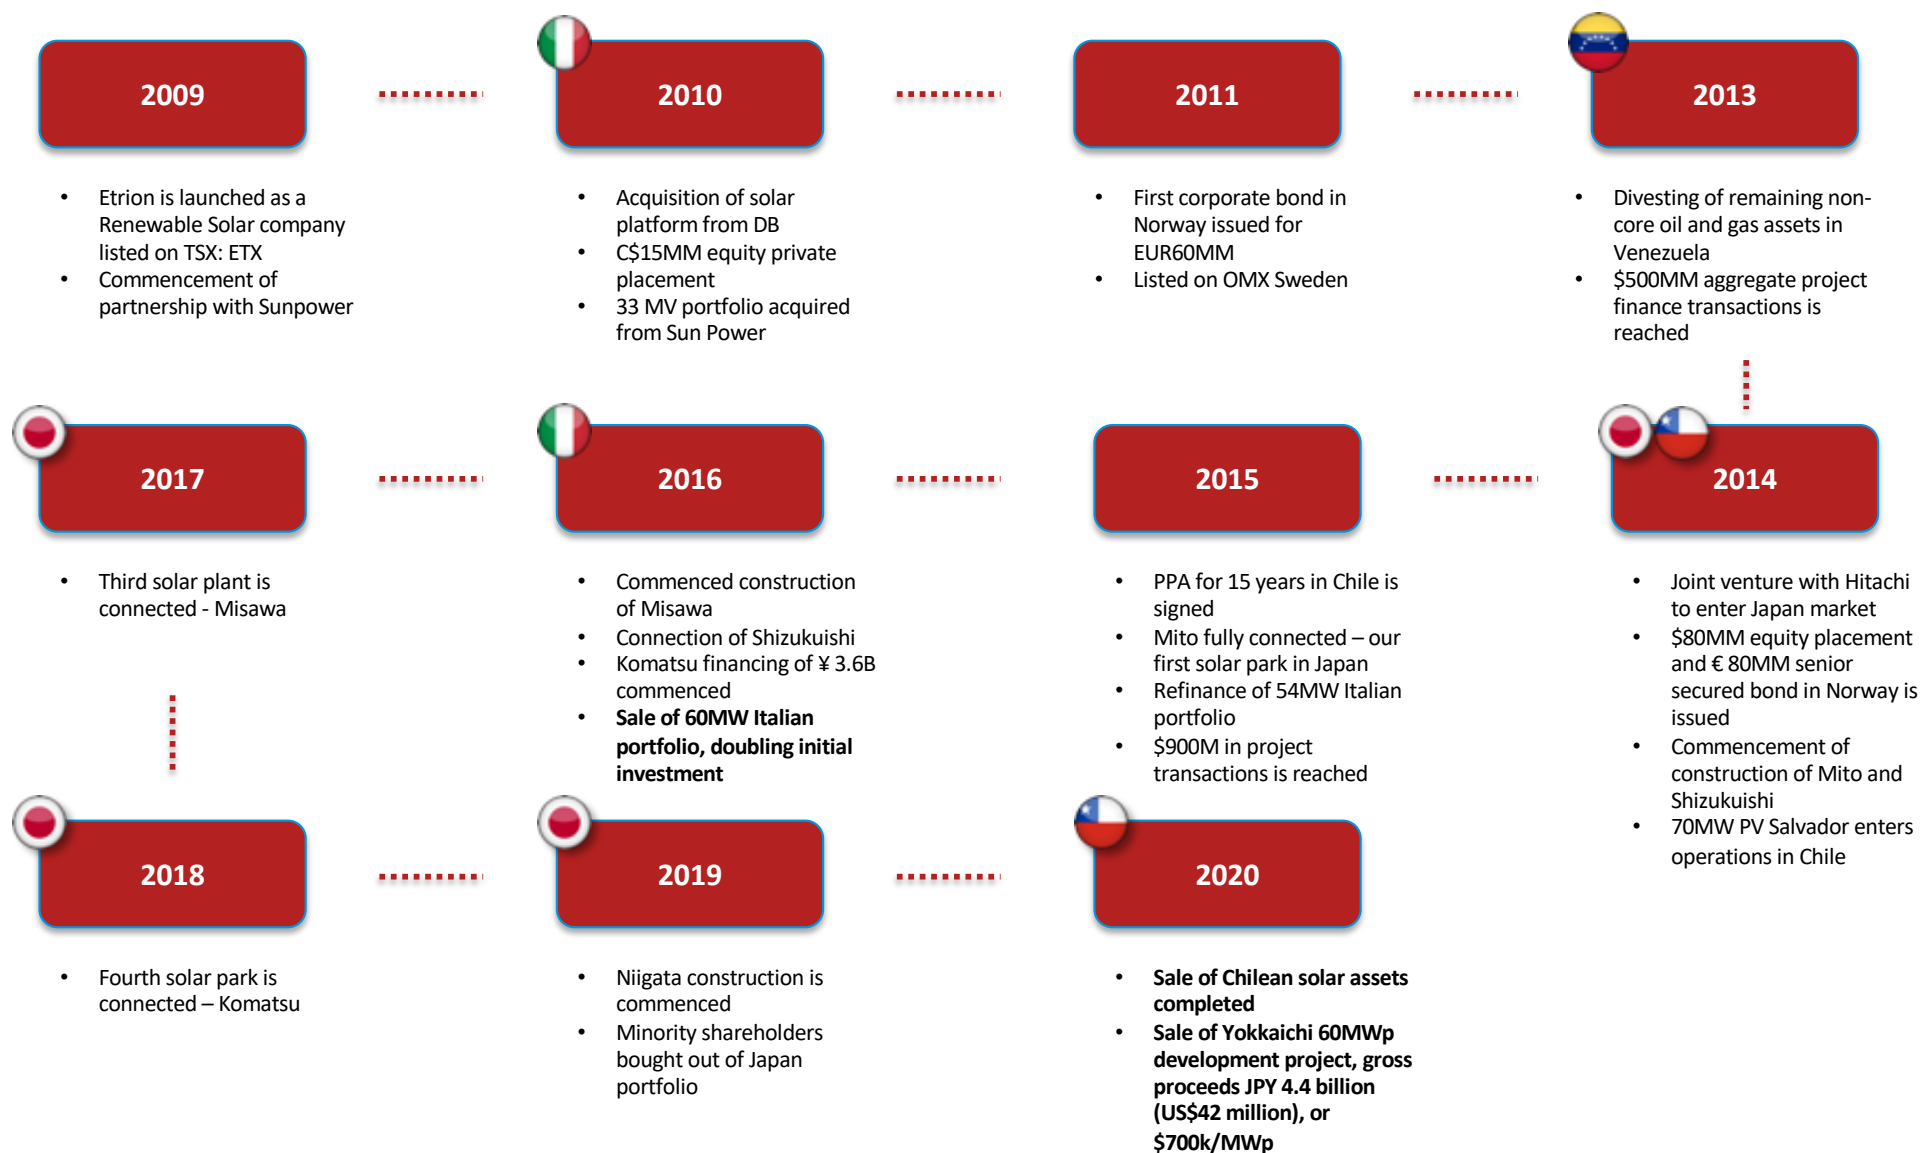 2009
• Etrion is launched as a
Renewable Solar company
listed on TSX: ETX
• Commencement of
partnership with Sunpower
2010
• Acquisition of solar
platform from DB
• C$15MM equity private
placement
• 33 MV portfolio acquired
from Sun Power
2011
• First corporate bond in
Norway issued for
EUR60MM
• Listed on OMX Sweden
2013
• Divesting of remaining non-
core oil and gas assets in
Venezuela
• $500MM aggregate project
finance transactions is
reached
2014
• Joint venture with Hitachi
to enter Japan market
• $80MM equity placement
and € 80MM senior
secured bond in Norway is
issued
• Commencement of
construction of Mito and
Shizukuishi
• 70MW PV Salvador enters
operations in Chile
2015
• PPA for 15 years in Chile is
signed
• Mito fully connected – our
first solar park in Japan
• Refinance of 54MW Italian
portfolio
• $900M in project
transactions is reached
2016
• Commenced construction
of Misawa
• Connection of Shizukuishi
• Komatsu financing of ¥ 3.6B
commenced
• Sale of 60MW Italian
portfolio, doubling initial
investment
2017
• Third solar plant is
connected - Misawa
2018
• Fourth solar park is
connected – Komatsu
2019
• Niigata construction is
commenced
• Minority shareholders
bought out of Japan
portfolio
2020
• Sale of Chilean solar assets
completed
• Sale of Yokkaichi 60MWp
development project, gross
proceeds JPY 4.4 billion
(US$42 million), or
$700k/MWp